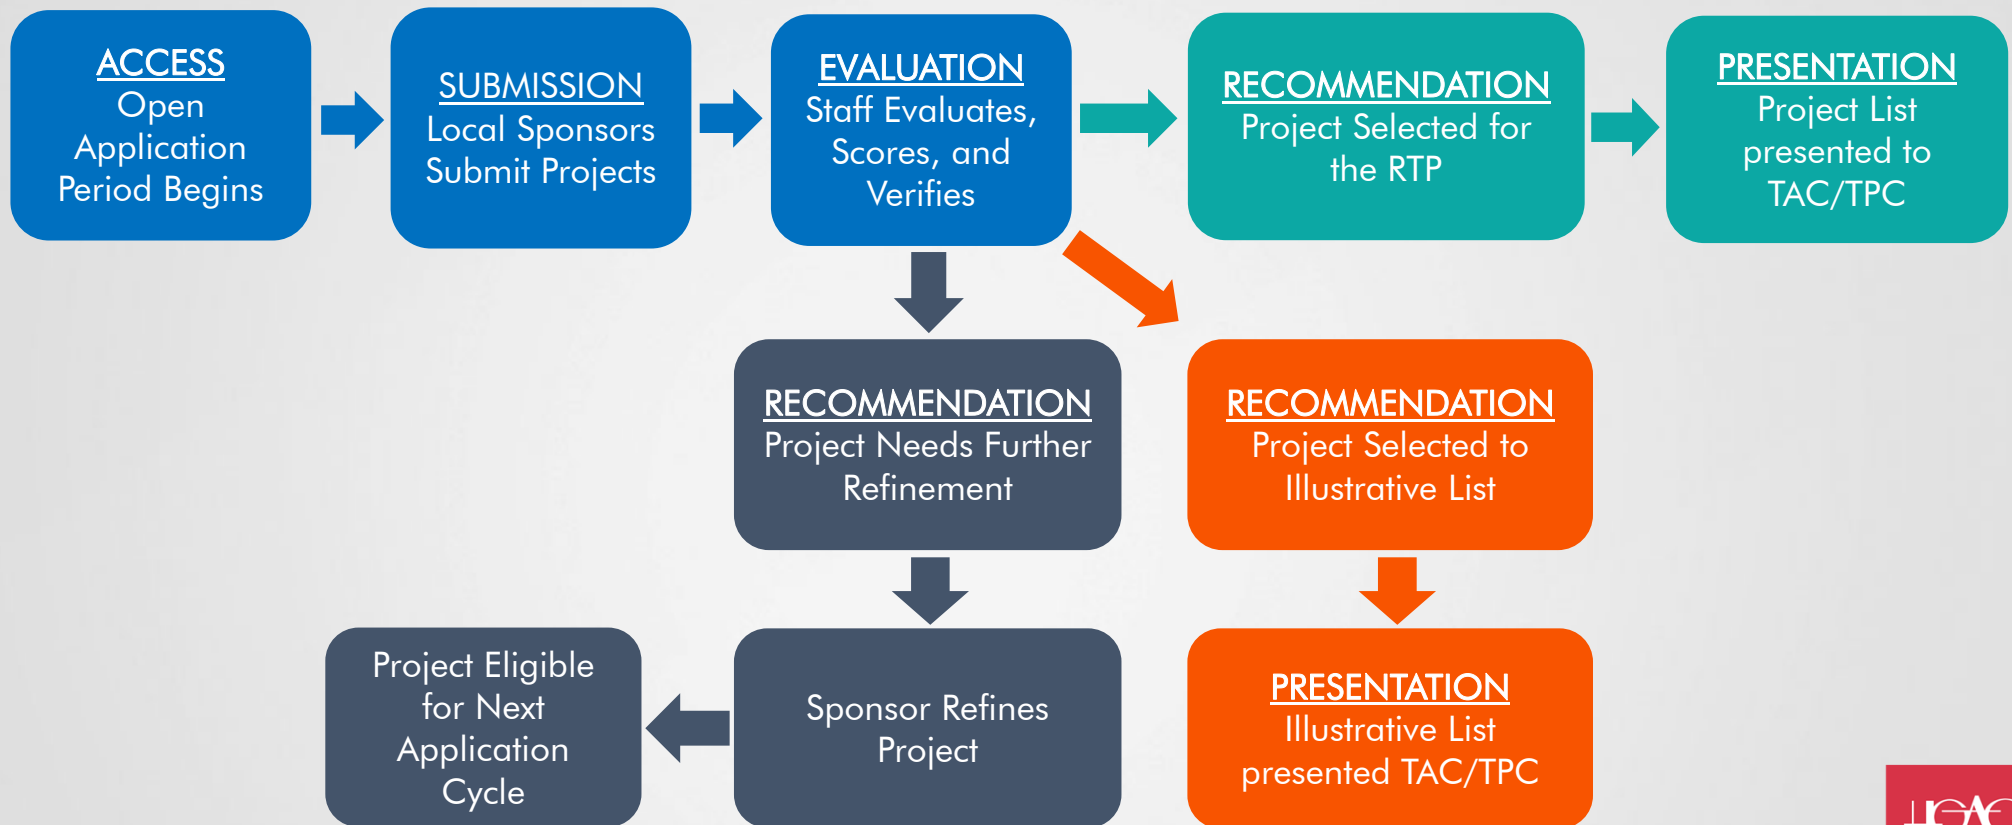 ACCESS
Open
Application
Period Begins
SUBMISSION
Local Sponsors
Submit Projects
EVALUATION
Staff Evaluates,
Scores, and
Verifies
RECOMMENDATION
Project Selected for
the RTP
PRESENTATION
Project List
presented to
TAC/TPC
RECOMMENDATION
Project Needs Further
Refinement
RECOMMENDATION
Project Selected to
Illustrative List
Project Eligible
for Next
Application
Cycle
Sponsor Refines
Project
PRESENTATION
Illustrative List
presented TAC/TPC